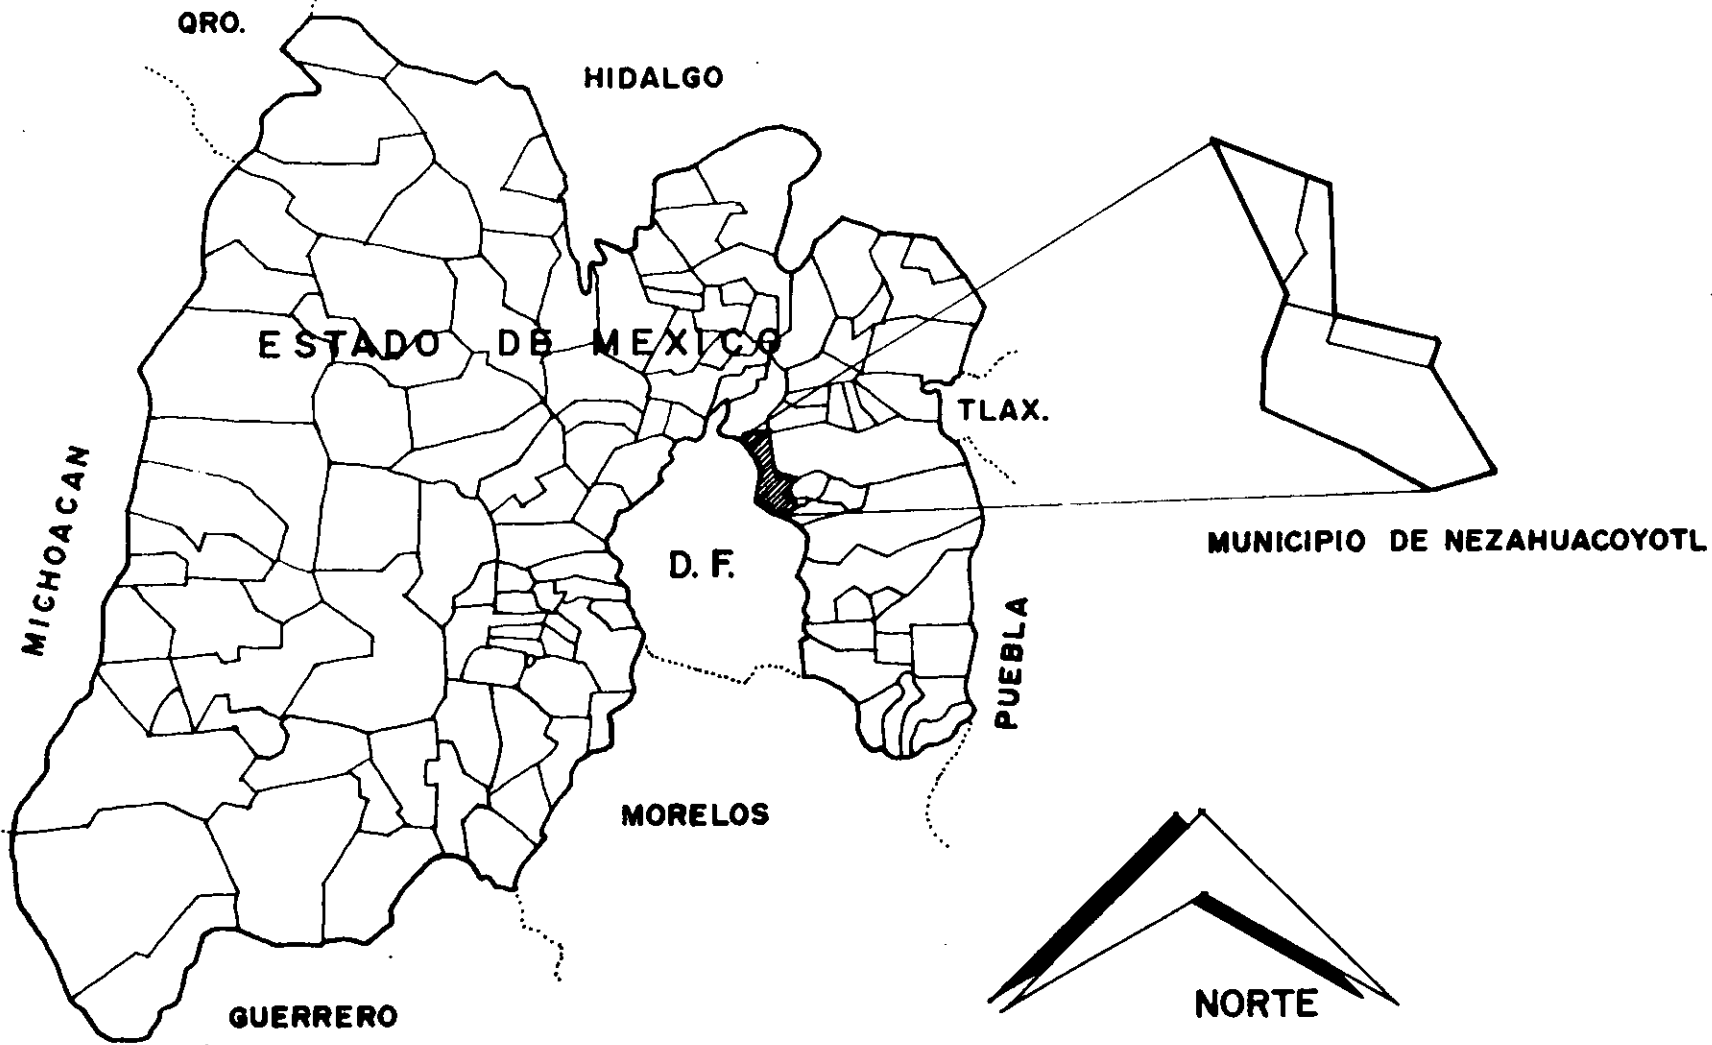 QRO.
HIDALGO
ESTADO DE MEXICO
TLAX.
MICHOACAN
D. F.
MUNICIPIO DE NEZAHUACOYOTL
PUEBLA
MORELOS
NORTE
GUERRERO